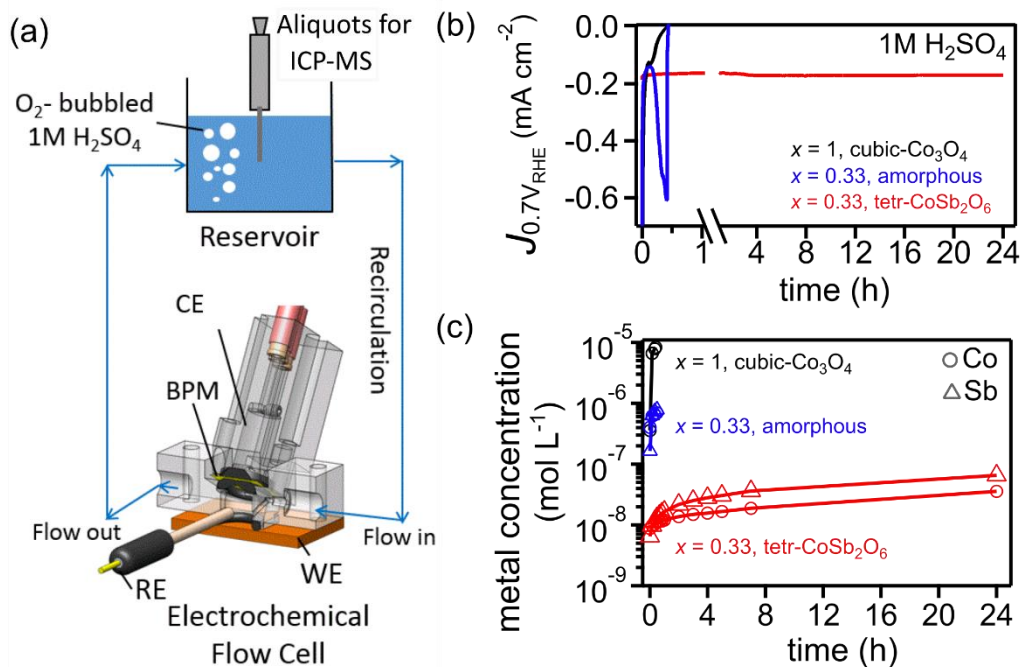 (a)
Aliquots for
ICP-MS
O₂- bubbled
1M H₂SO₄
Reservoir
Recirculation
CE
BPM
Flow out
Flow in
RE
WE
Electrochemical
Flow Cell
(b)
J0.7VRHE (mA cm⁻²)
0.0
-0.2
-0.4
-0.6
1M H₂SO₄
x = 1, cubic-Co₃O₄
x = 0.33, amorphous
x = 0.33, tetr-CoSb₂O₆
0 1 4 8 12 16 20 24
time (h)
(c)
metal concentration
(mol L⁻¹)
10⁻⁵
10⁻⁶
10⁻⁷
10⁻⁸
10⁻⁹
x = 1, cubic-Co₃O₄
Co
Sb
x = 0.33, amorphous
x = 0.33, tetr-CoSb₂O₆
0 4 8 12 16 20 24
time (h)